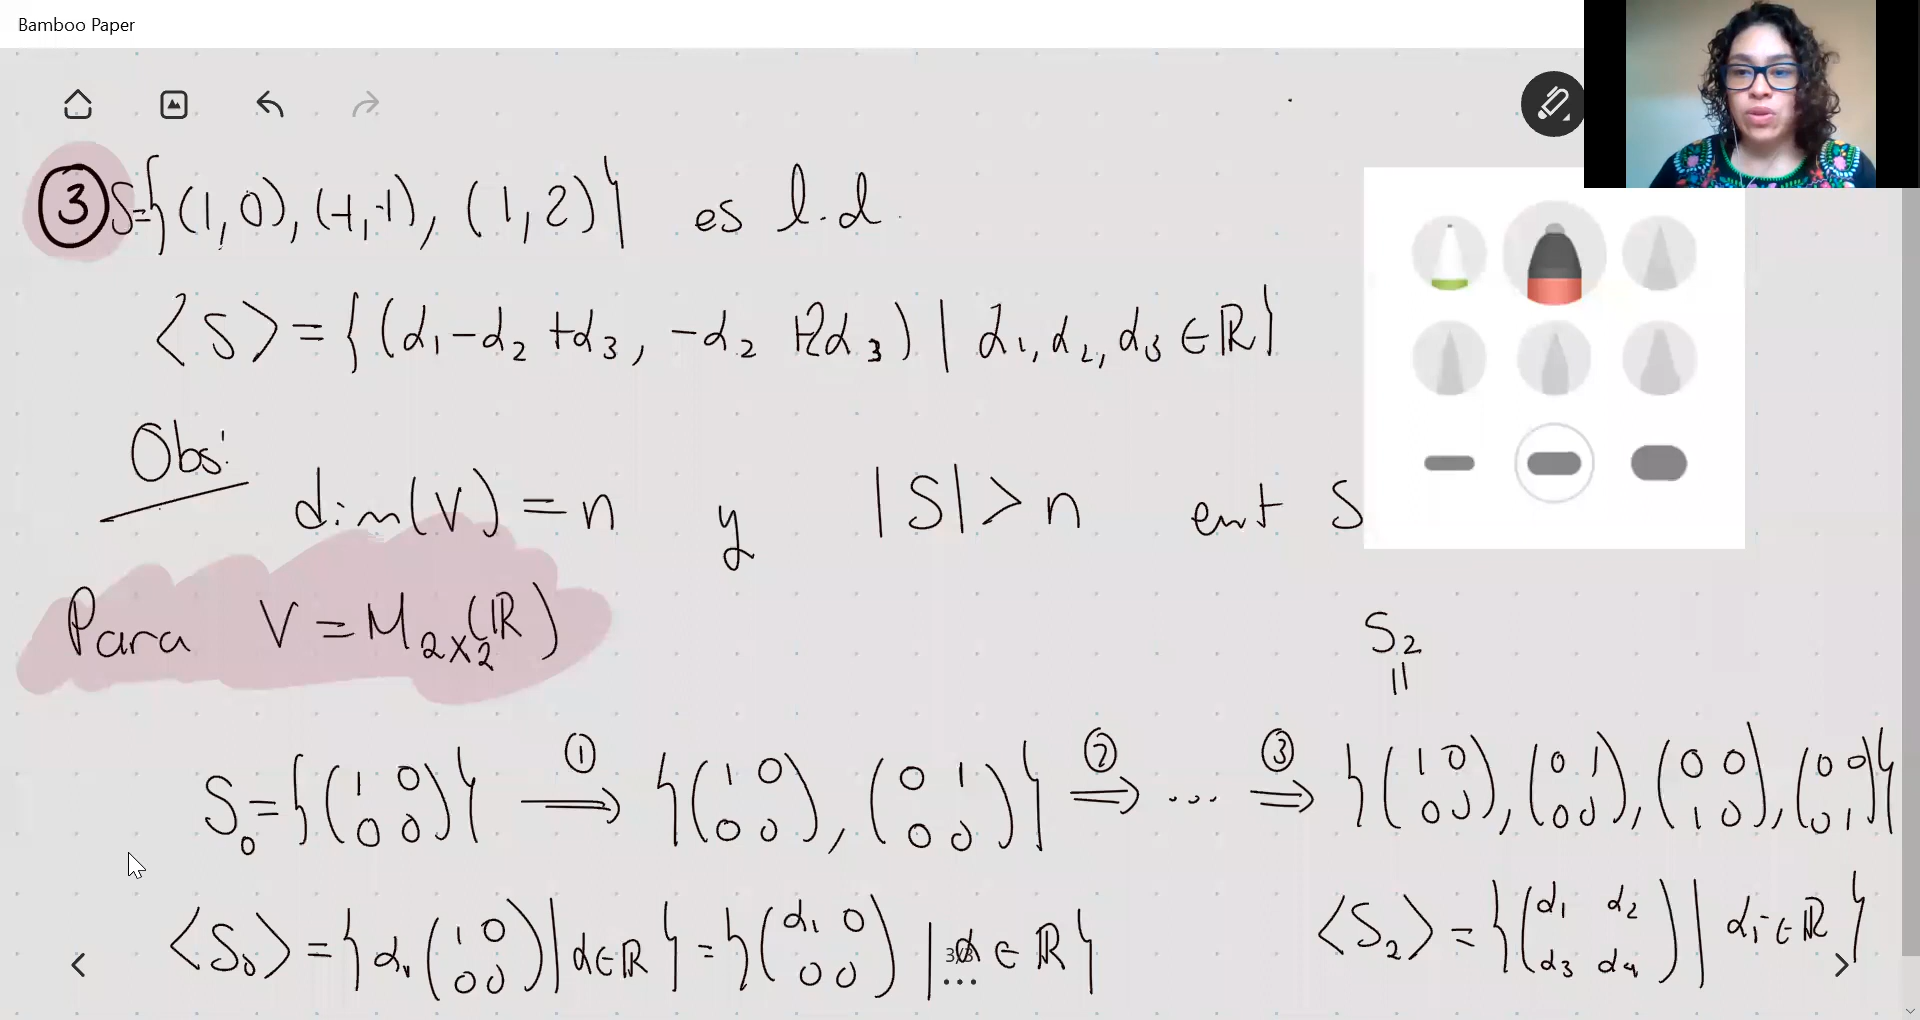 Bamboo Paper
③ S={(1,0), (-1,-1), (1,2)} es l.d.
⟨S⟩ = {(α₁-α₂+α₃, -α₂+2α₃) | α₁, α₂, α₃ ∈ ℝ}
Obs:
dim(V) = n y |S| > n ent S
Para V = M₂ₓ₂(ℝ)
S₂
||
S₀ = {(1 0 / 0 0)} ①⟹ {(1 0 / 0 0), (0 1 / 0 0)} ②⟹ ... ③⟹ {(1 0 / 0 0), (0 1 / 0 0), (0 0 / 1 0), (0 0 / 0 1)}
⟨S₀⟩ = {α₁(1 0 / 0 0) | α∈ℝ} = {(α₁ 0 / 0 0) | α ∈ ℝ} ⟨S₂⟩ = {(α₁ α₂ / α₃ α₄) | αᵢ ∈ ℝ}